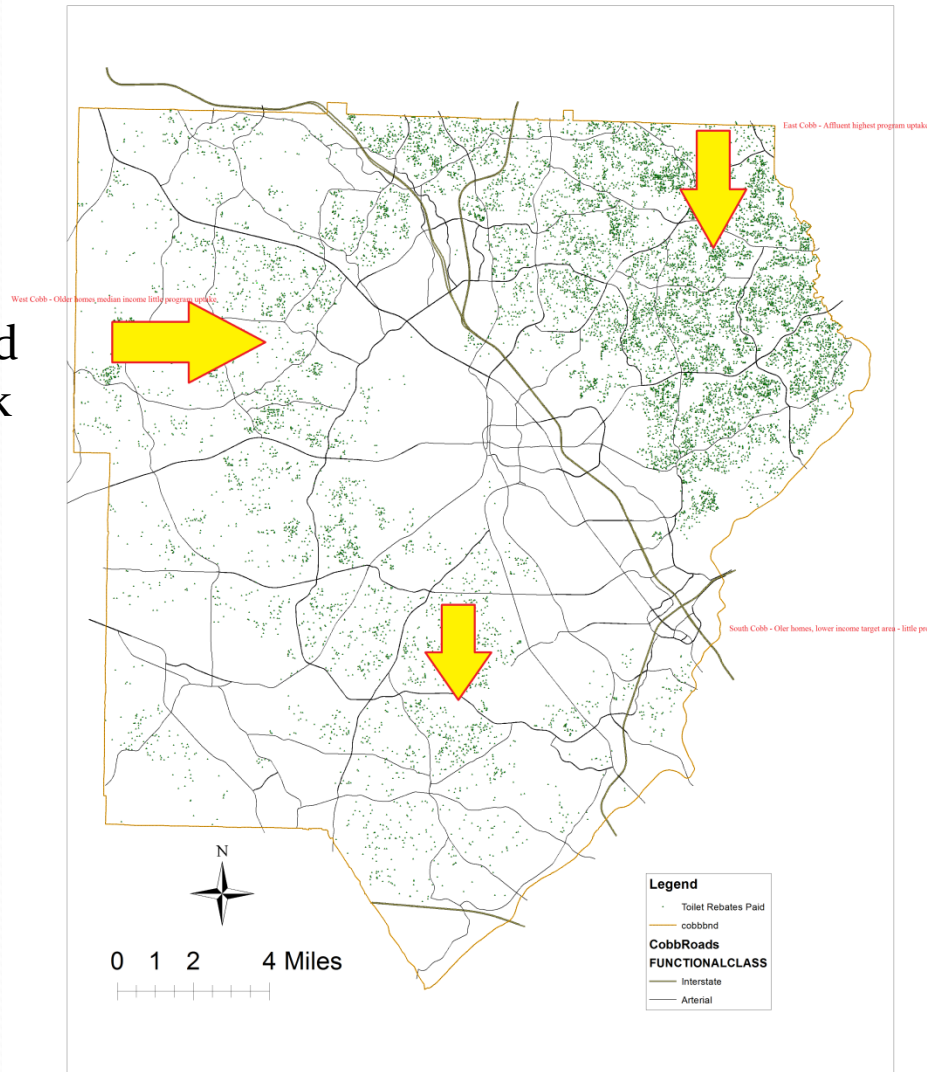 East Cobb - Affluent highest program uptake
West Cobb - Older homes, median income little program uptake,
d
k
South Cobb - Oler homes, lower income target area - little pr
N
0 1 2 4 Miles
Legend
Toilet Rebates Paid
cobbbnd
CobbRoads
FUNCTIONALCLASS
Interstate
Arterial